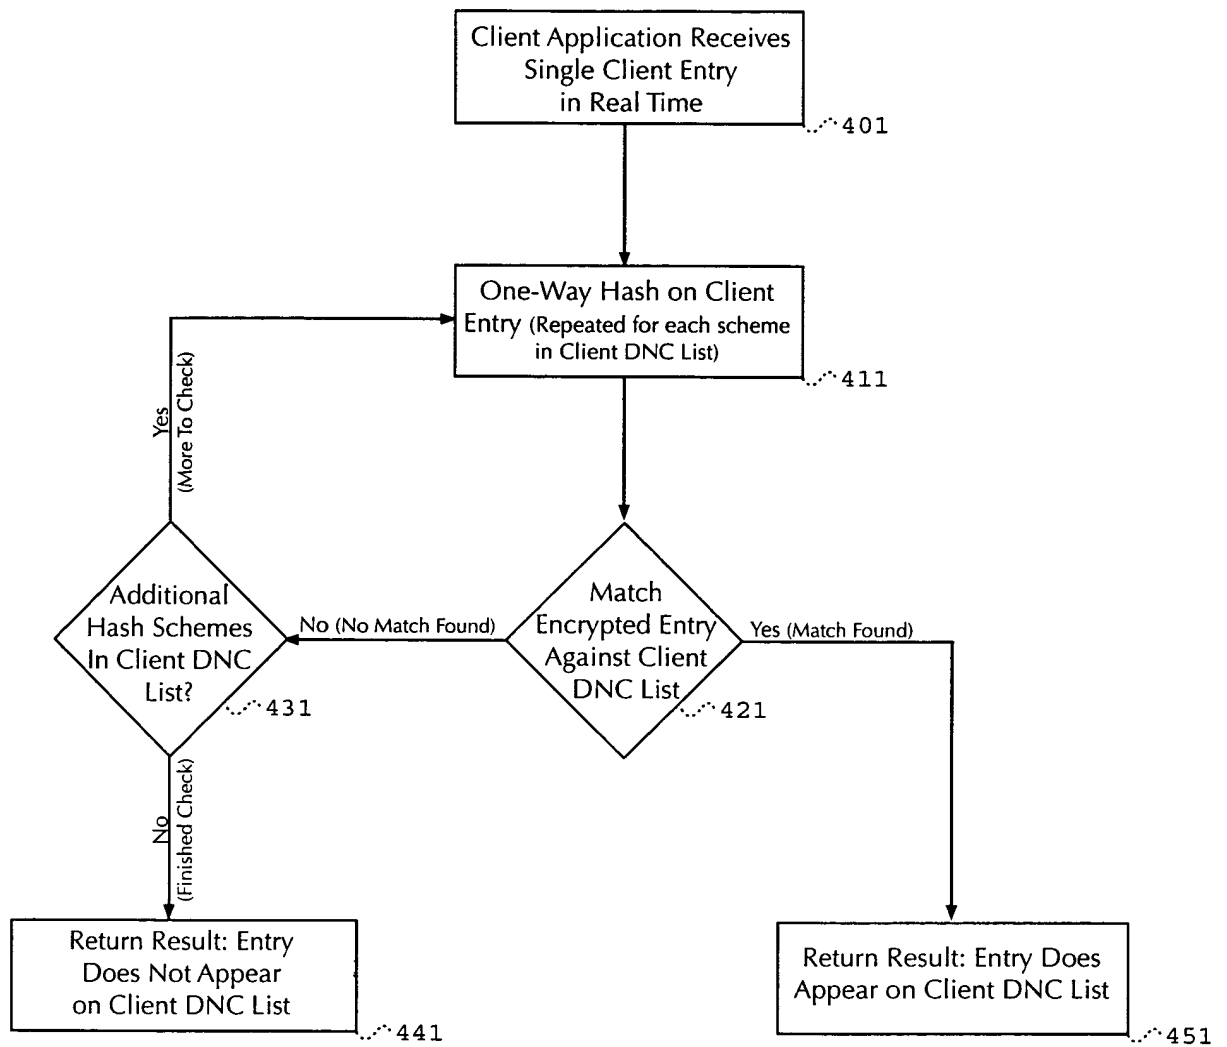 Client Application Receives
Single Client Entry
in Real Time
401
One-Way Hash on Client
Entry (Repeated for each scheme
in Client DNC List)
411
Yes
(More To Check)
Additional
Hash Schemes
In Client DNC
List?
431
No (No Match Found)
Match
Encrypted Entry
Against Client
DNC List
421
Yes (Match Found)
No
(Finished Check)
Return Result: Entry
Does Not Appear
on Client DNC List
441
Return Result: Entry Does
Appear on Client DNC List
451